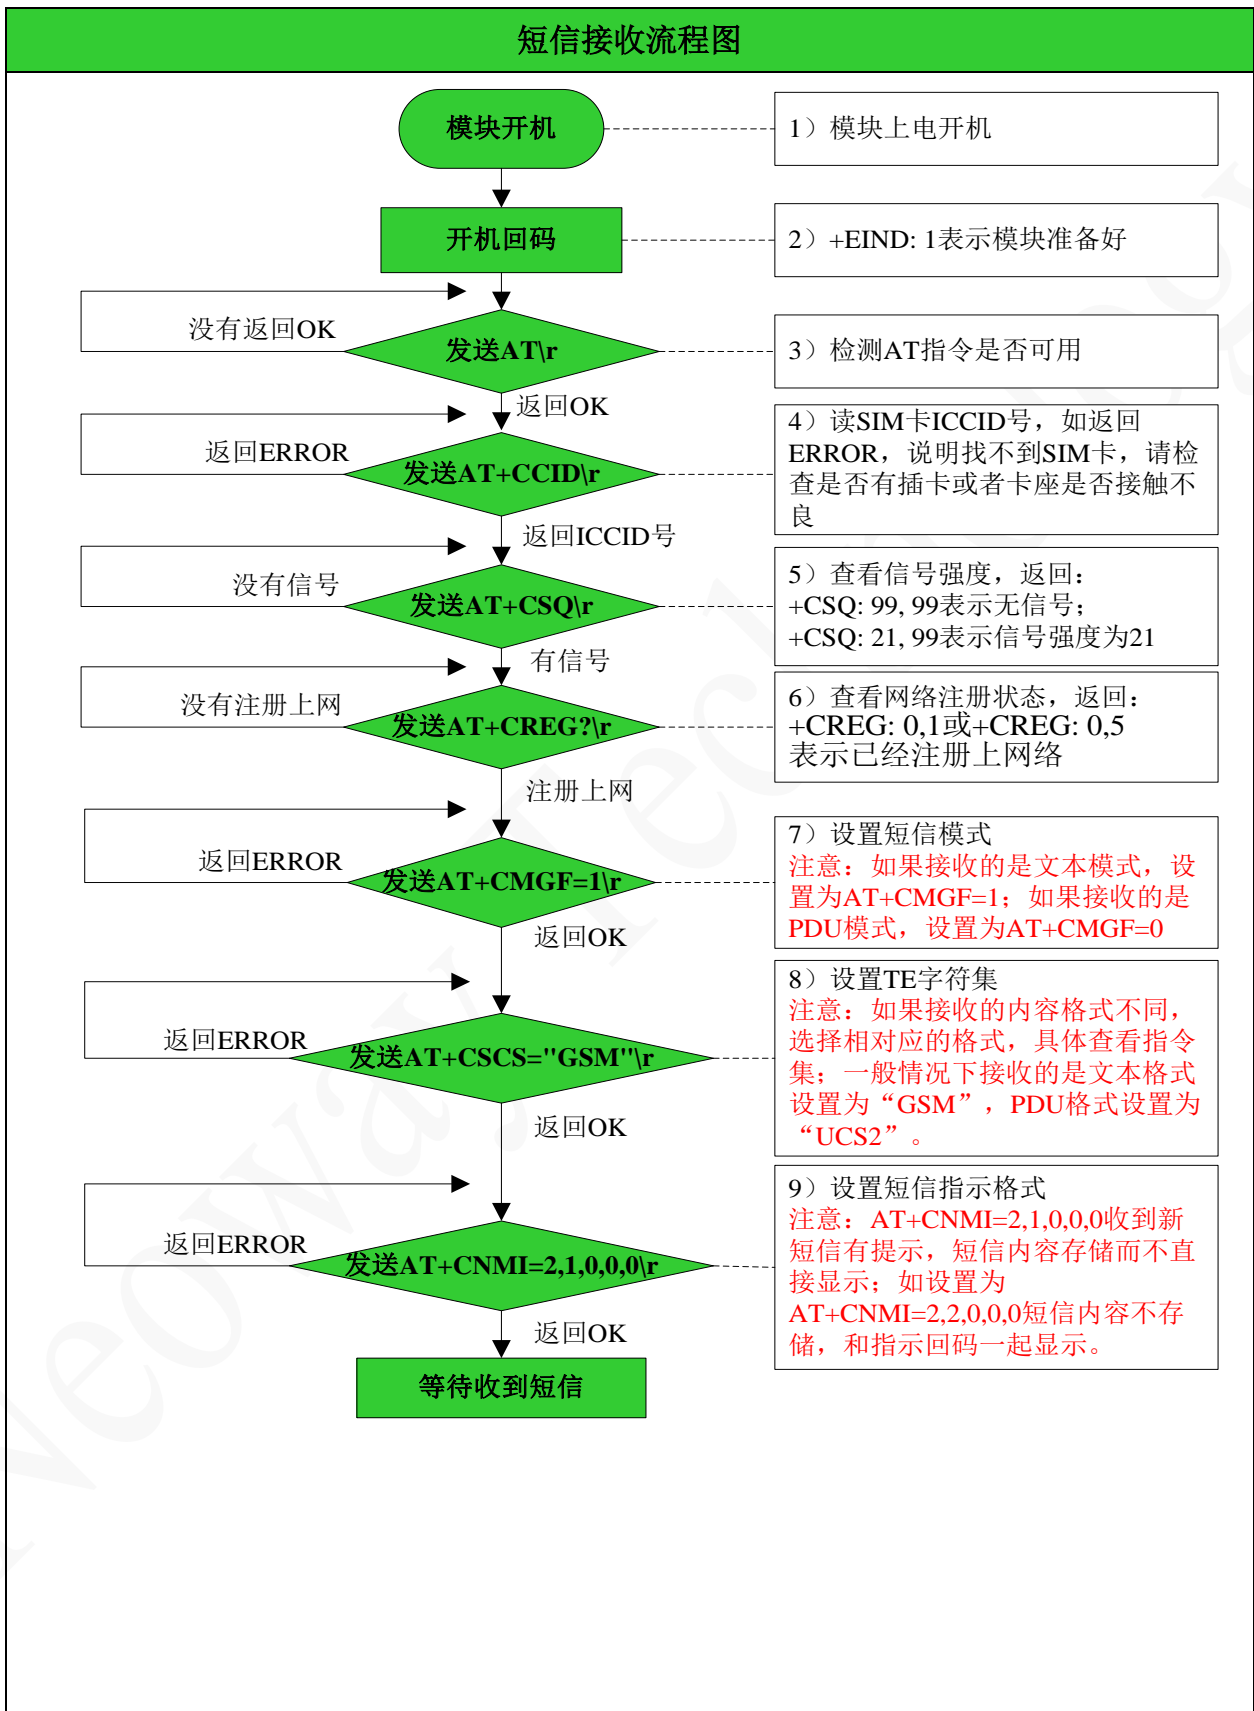 短信接收流程图
模块开机
1）模块上电开机
开机回码
2）+EIND: 1表示模块准备好
没有返回OK
发送AT\r
3）检测AT指令是否可用
返回OK
返回ERROR
发送AT+CCID\r
4）读SIM卡ICCID号，如返回
ERROR，说明找不到SIM卡，请检
查是否有插卡或者卡座是否接触不
良
返回ICCID号
没有信号
发送AT+CSQ\r
5）查看信号强度，返回：
+CSQ: 99, 99表示无信号；
+CSQ: 21, 99表示信号强度为21
有信号
没有注册上网
发送AT+CREG?\r
6）查看网络注册状态，返回：
+CREG: 0,1或+CREG: 0,5
表示已经注册上网络
注册上网
返回ERROR
发送AT+CMGF=1\r
7）设置短信模式
注意：如果接收的是文本模式，设
置为AT+CMGF=1；如果接收的是
PDU模式，设置为AT+CMGF=0
返回OK
返回ERROR
发送AT+CSCS="GSM"\r
8）设置TE字符集
注意：如果接收的内容格式不同，
选择相对应的格式，具体查看指令
集；一般情况下接收的是文本格式
设置为“GSM”，PDU格式设置为
“UCS2”。
返回OK
返回ERROR
发送AT+CNMI=2,1,0,0,0\r
9）设置短信指示格式
注意：AT+CNMI=2,1,0,0,0收到新
短信有提示，短信内容存储而不直
接显示；如设置为
AT+CNMI=2,2,0,0,0短信内容不存
储，和指示回码一起显示。
返回OK
等待收到短信
Neoway Technology